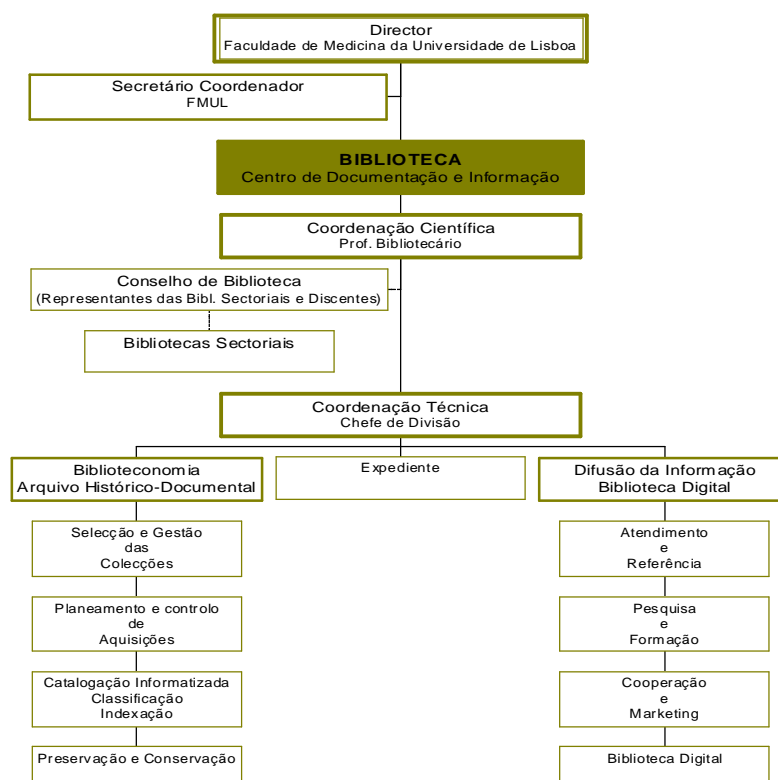 Director
Faculdade de Medicina da Universidade de Lisboa
Secretário Coordenador
FMUL
BIBLIOTECA
Centro de Documentação e Informação
Coordenação Científica
Prof. Bibliotecário
Conselho de Biblioteca
(Representantes das Bibl. Sectoriais e Discentes)
Bibliotecas Sectoriais
Coordenação Técnica
Chefe de Divisão
Biblioteconomia
Arquivo Histórico-Documental
Expediente
Difusão da Informação
Biblioteca Digital
Selecção e Gestão
das
Colecções
Planeamento e controlo
de
Aquisições
Catalogação Informatizada
Classificação
Indexação
Preservação e Conservação
Atendimento
e
Referência
Pesquisa
e
Formação
Cooperação
e
Marketing
Biblioteca Digital